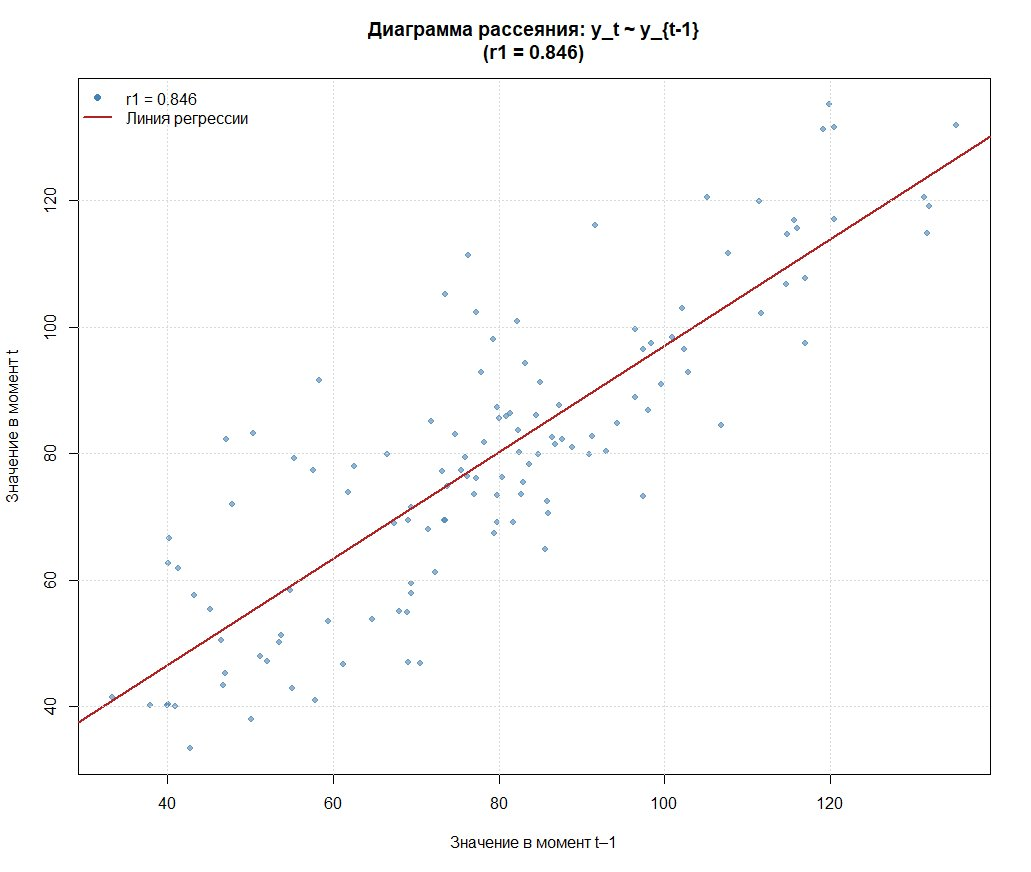 Диаграмма рассеяния: y_t ~ y_{t-1}
(r1 = 0.846)
r1 = 0.846
Линия регрессии
120
100
80
60
40
Значение в момент t
40 60 80 100 120
Значение в момент t–1